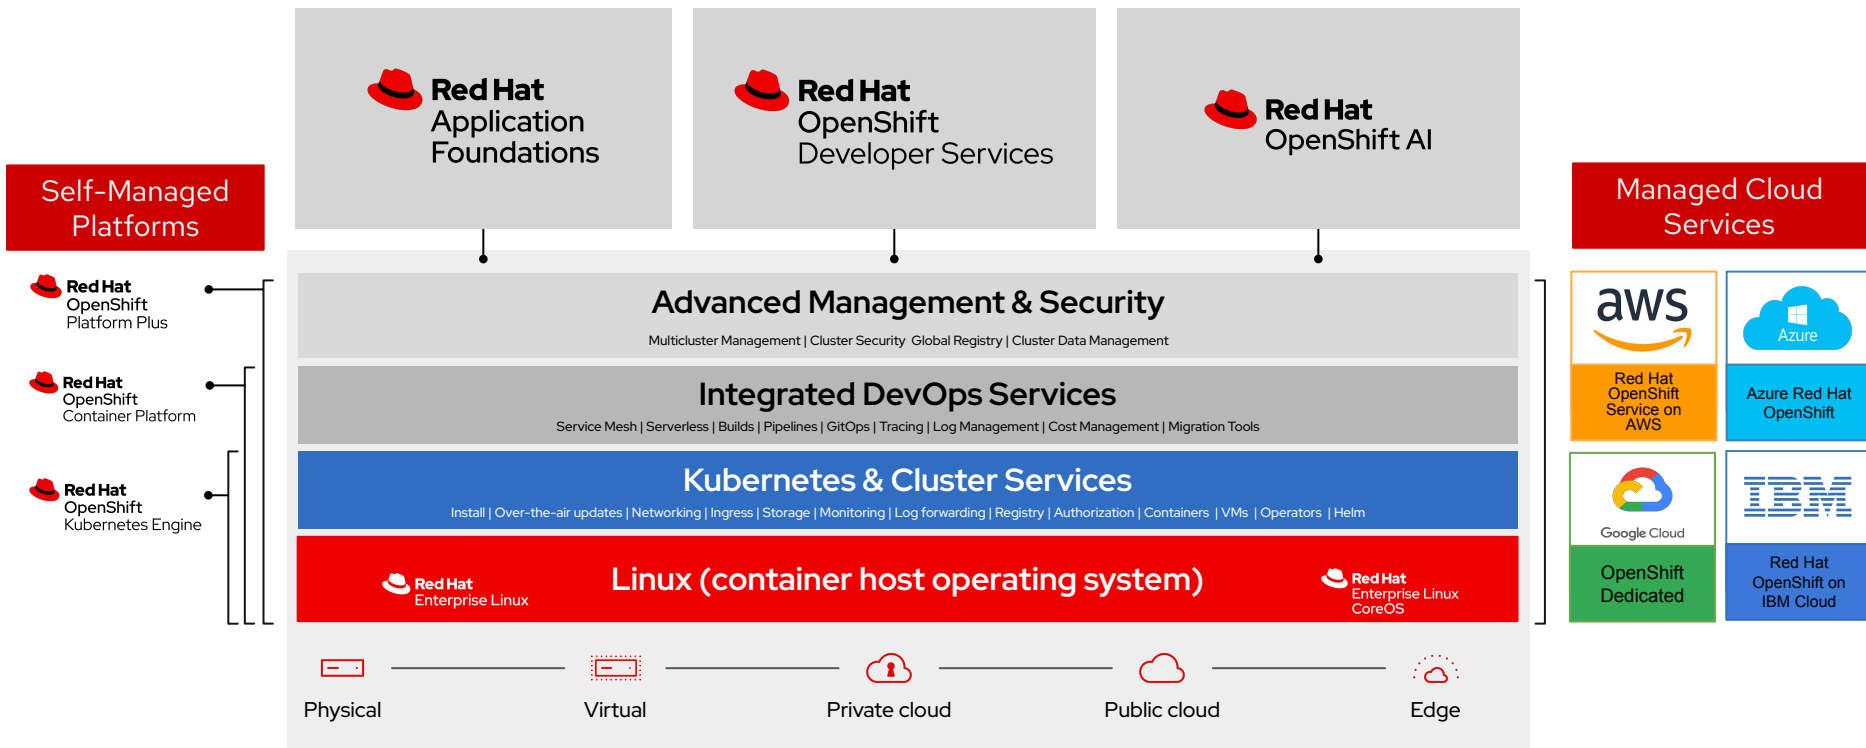 Red Hat
Application
Foundations
Red Hat
OpenShift
Developer Services
Red Hat
OpenShift AI
Self-Managed
Platforms
Red Hat
OpenShift
Platform Plus
Red Hat
OpenShift
Container Platform
Red Hat
OpenShift
Kubernetes Engine
Advanced Management & Security
Multicluster Management | Cluster Security  Global Registry | Cluster Data Management
Integrated DevOps Services
Service Mesh | Serverless | Builds | Pipelines | GitOps | Tracing | Log Management | Cost Management | Migration Tools
Kubernetes & Cluster Services
Install | Over-the-air updates | Networking | Ingress | Storage | Monitoring | Log forwarding | Registry | Authorization | Containers | VMs | Operators | Helm
Red Hat
Enterprise Linux
Linux (container host operating system)
Red Hat
Enterprise Linux
CoreOS
Physical
Virtual
Private cloud
Public cloud
Edge
Managed Cloud
Services
aws
Red Hat
OpenShift
Service on
AWS
Azure
Azure Red Hat
OpenShift
Google Cloud
OpenShift
Dedicated
IBM
Red Hat
OpenShift on
IBM Cloud